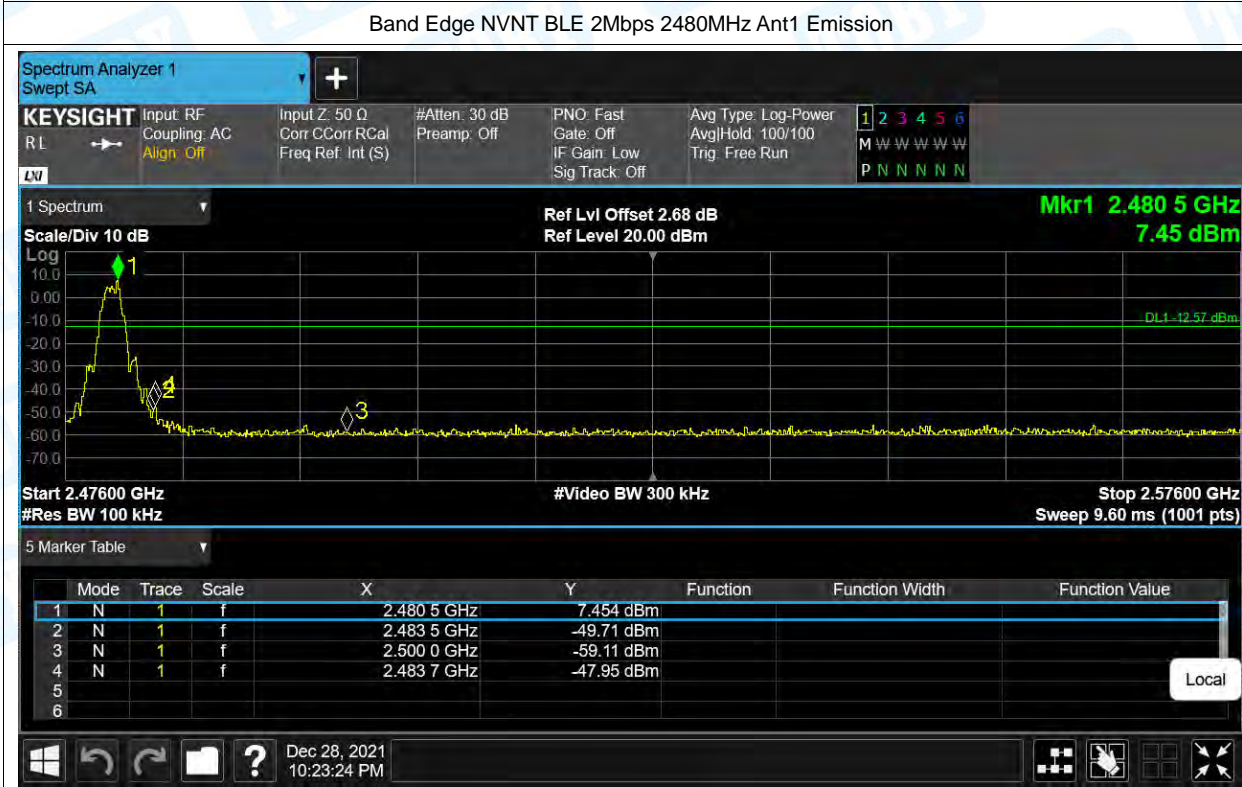 Band Edge NVNT BLE 2Mbps 2480MHz Ant1 Emission
Spectrum Analyzer 1
Swept SA
+
KEYSIGHT
RL
LXI
Input: RF
Coupling: AC
Align: Off
Input Z: 50 Ω
Corr CCorr RCal
Freq Ref: Int (S)
#Atten: 30 dB
Preamp: Off
PNO: Fast
Gate: Off
IF Gain: Low
Sig Track: Off
Avg Type: Log-Power
Avg|Hold: 100/100
Trig: Free Run
1 2 3 4 5 6
M W W W W W
P N N N N N
1 Spectrum
Scale/Div 10 dB
Ref Lvl Offset 2.68 dB
Ref Level 20.00 dBm
Mkr1 2.480 5 GHz
7.45 dBm
Log
10.0
0.00
-10.0
-20.0
-30.0
-40.0
-50.0
-60.0
-70.0
1
2
4
3
DL1 -12.57 dBm
Start 2.47600 GHz
#Res BW 100 kHz
#Video BW 300 kHz
Stop 2.57600 GHz
Sweep 9.60 ms (1001 pts)
5 Marker Table
Mode Trace Scale X Y Function Function Width Function Value
1 N 1 f 2.480 5 GHz 7.454 dBm
2 N 1 f 2.483 5 GHz -49.71 dBm
3 N 1 f 2.500 0 GHz -59.11 dBm
4 N 1 f 2.483 7 GHz -47.95 dBm
5
6
Local
?
Dec 28, 2021
10:23:24 PM